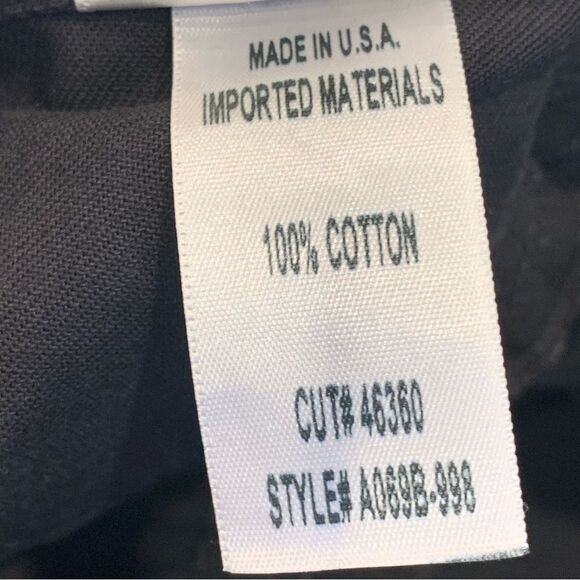 MADE IN U.S.A.
IMPORTED MATERIALS
100% COTTON
CUT# 46360
STYLE# A069B-998